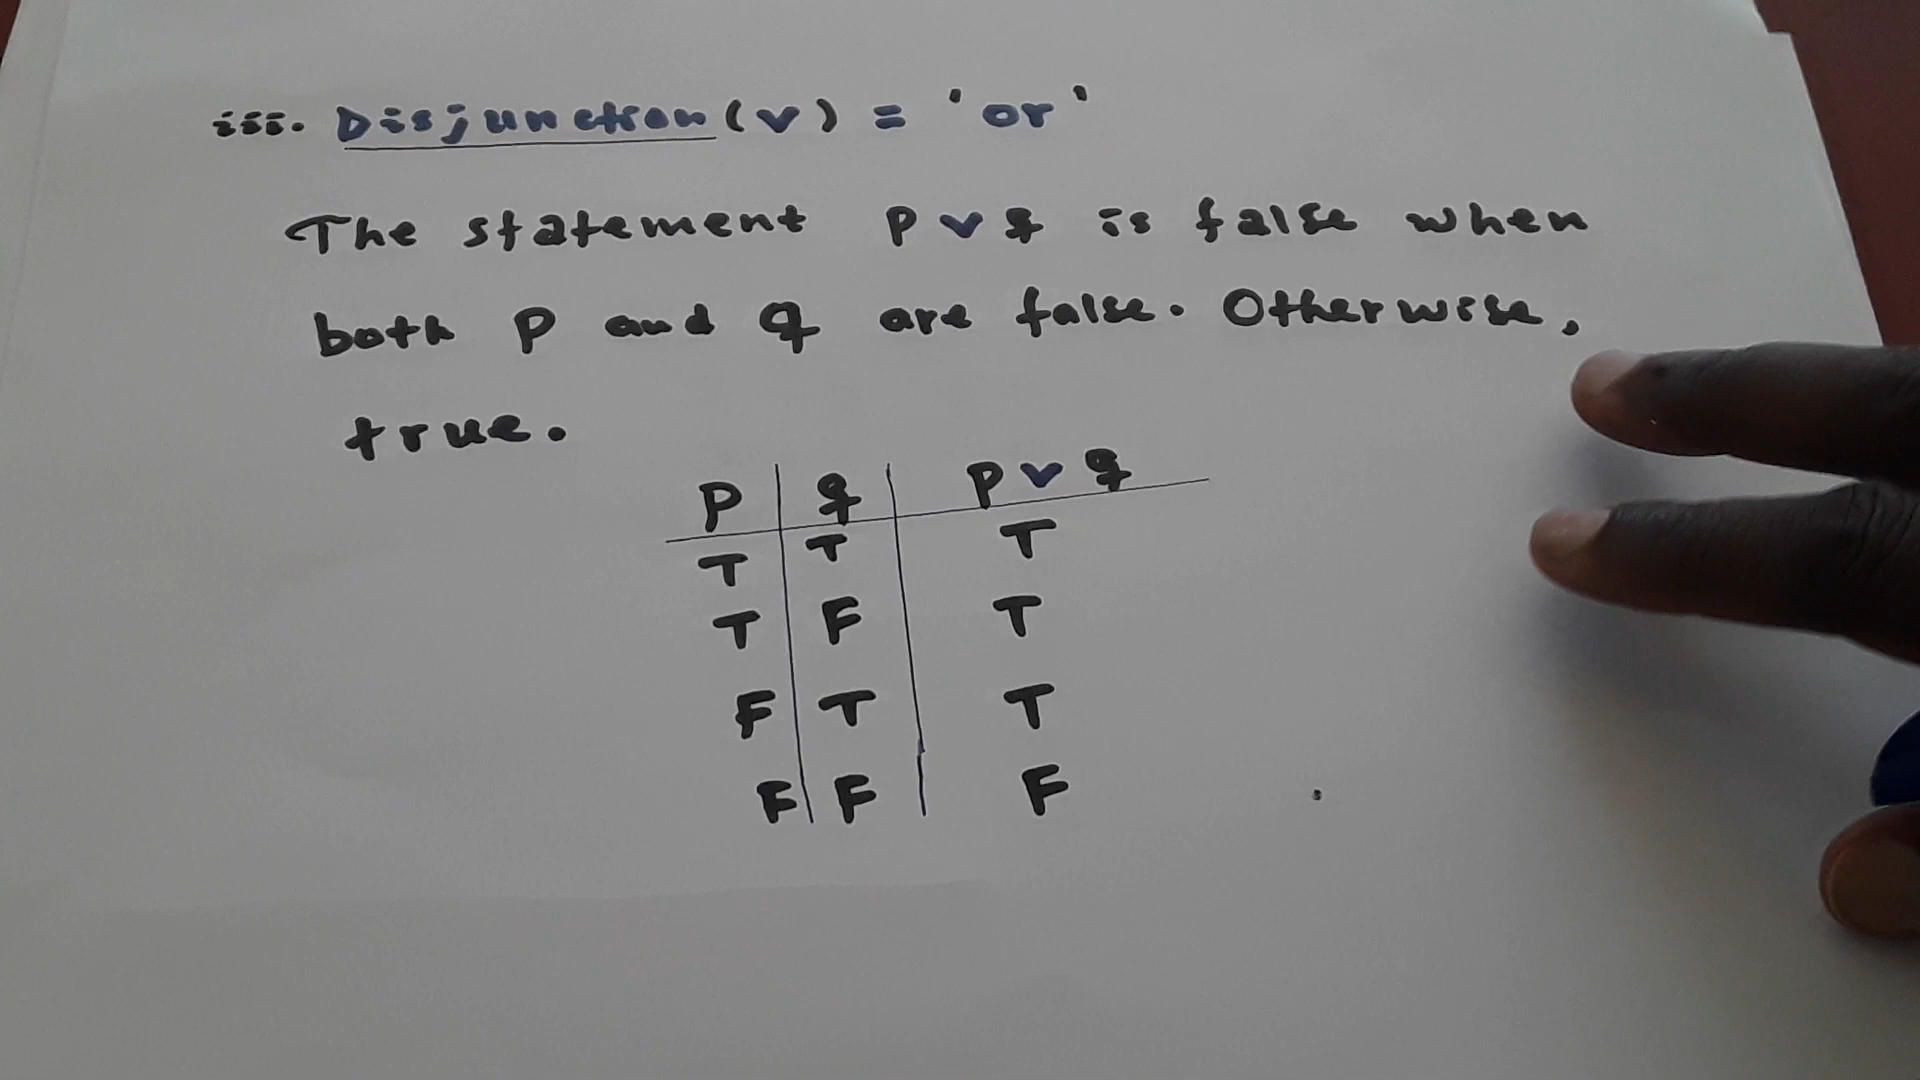 iii. Disjunction (v) = 'or'
The statement P v q is false when
both P and q are false. Otherwise,
true.
P q P v q
T T T
T F T
F T T
F F F